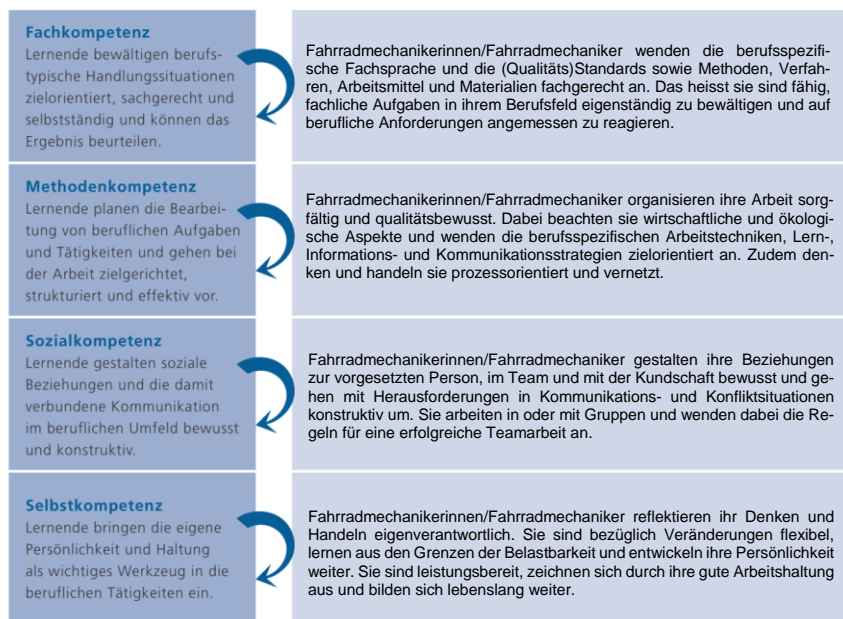 Fachkompetenz
Lernende bewältigen berufs-
typische Handlungssituationen
zielorientiert, sachgerecht und
selbstständig und können das
Ergebnis beurteilen.
Fahrradmechanikerinnen/Fahrradmechaniker wenden die berufsspezifi-
sche Fachsprache und die (Qualitäts)Standards sowie Methoden, Verfah-
ren, Arbeitsmittel und Materialien fachgerecht an. Das heisst sie sind fähig,
fachliche Aufgaben in ihrem Berufsfeld eigenständig zu bewältigen und auf
berufliche Anforderungen angemessen zu reagieren.
Methodenkompetenz
Lernende planen die Bearbei-
tung von beruflichen Aufgaben
und Tätigkeiten und gehen bei
der Arbeit zielgerichtet,
strukturiert und effektiv vor.
Fahrradmechanikerinnen/Fahrradmechaniker organisieren ihre Arbeit sorg-
fältig und qualitätsbewusst. Dabei beachten sie wirtschaftliche und ökologi-
sche Aspekte und wenden die berufsspezifischen Arbeitstechniken, Lern-,
Informations- und Kommunikationsstrategien zielorientiert an. Zudem den-
ken und handeln sie prozessorientiert und vernetzt.
Sozialkompetenz
Lernende gestalten soziale
Beziehungen und die damit
verbundene Kommunikation
im beruflichen Umfeld bewusst
und konstruktiv.
Fahrradmechanikerinnen/Fahrradmechaniker gestalten ihre Beziehungen
zur vorgesetzten Person, im Team und mit der Kundschaft bewusst und ge-
hen mit Herausforderungen in Kommunikations- und Konfliktsituationen
konstruktiv um. Sie arbeiten in oder mit Gruppen und wenden dabei die Re-
geln für eine erfolgreiche Teamarbeit an.
Selbstkompetenz
Lernende bringen die eigene
Persönlichkeit und Haltung
als wichtiges Werkzeug in die
beruflichen Tätigkeiten ein.
Fahrradmechanikerinnen/Fahrradmechaniker reflektieren ihr Denken und
Handeln eigenverantwortlich. Sie sind bezüglich Veränderungen flexibel,
lernen aus den Grenzen der Belastbarkeit und entwickeln ihre Persönlichkeit
weiter. Sie sind leistungsbereit, zeichnen sich durch ihre gute Arbeitshaltung
aus und bilden sich lebenslang weiter.